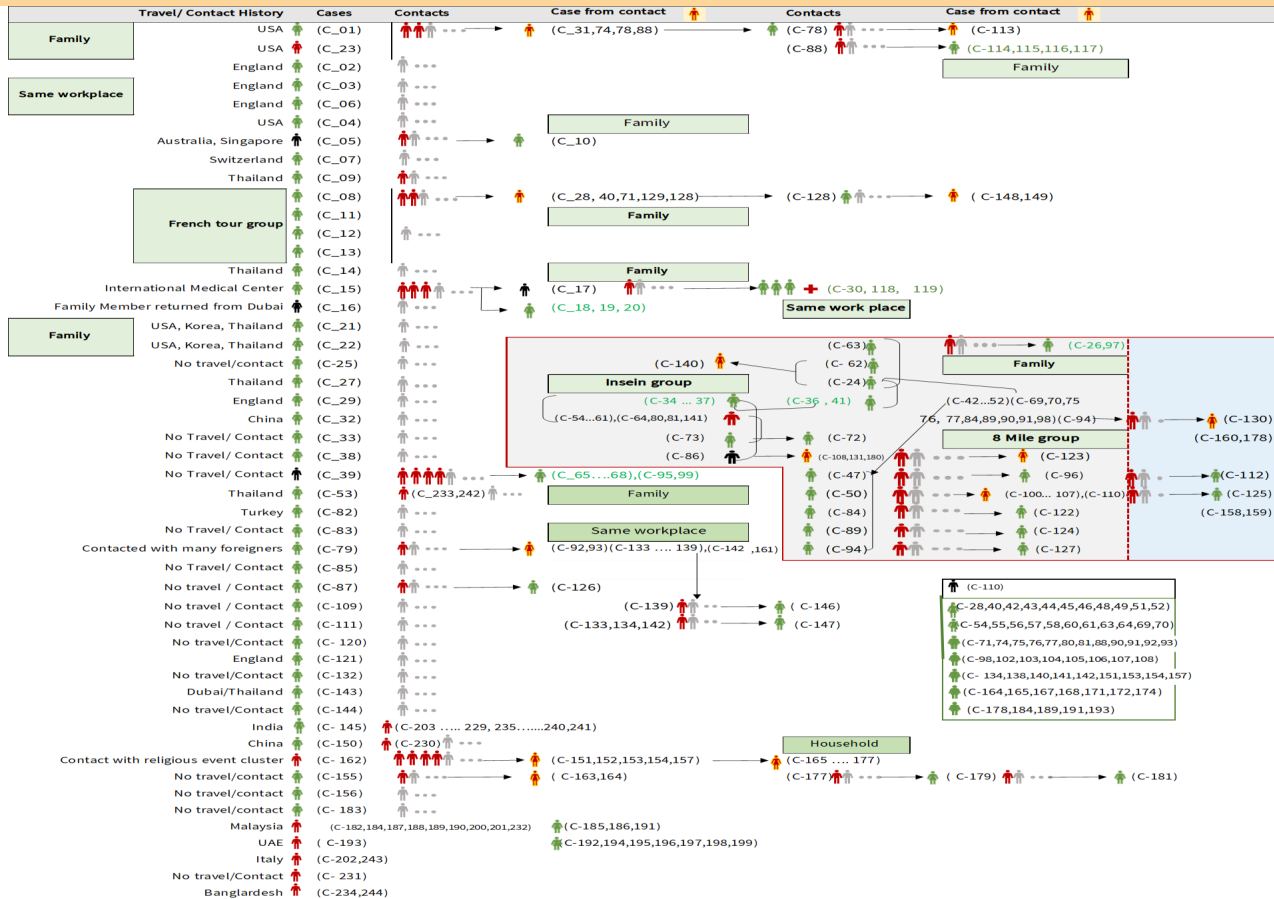 Travel/ Contact History Cases Contacts Case from contact Contacts Case from contact
Family
USA (C_01) (C_31,74,78,88) (C-78) (C-113)
USA (C_23) (C-88) (C-114,115,116,117)
England (C_02) Family
Same workplace
England (C_03)
England (C_06)
USA (C_04) Family
Australia, Singapore (C_05) (C_10)
Switzerland (C_07)
Thailand (C_09)
French tour group
(C_08) (C_28, 40,71,129,128) (C-128) ( C-148,149)
(C_11) Family
(C_12)
(C_13)
Thailand (C_14) Family
International Medical Center (C_15) (C_17) (C-30, 118, 119)
Family Member returned from Dubai (C_16) (C_18, 19, 20) Same work place
Family
USA, Korea, Thailand (C_21)
USA, Korea, Thailand (C_22) (C-63) (C-26,97)
No travel/contact (C-25) (C-140) (C- 62) Family
Thailand (C_27) Insein group (C-24)
England (C_29) (C-34 ... 37) (C-36 , 41) (C-42...52) (C-69,70,75
China (C_32) (C-54...61),(C-64,80,81,141) 76, 77,84,89,90,91,98) (C-94) (C-130)
No Travel/ Contact (C_33) (C-73) (C-72) 8 Mile group (C-160,178)
No Travel/ Contact (C_38) (C-86) (C-108,131,180) (C-123)
No Travel/ Contact (C_39) (C_65....68),(C-95,99) (C-47) (C-96) (C-112)
Thailand (C-53) (C_233,242) Family (C-50) (C-100... 107),(C-110) (C-125)
Turkey (C-82) (C-84) (C-122) (C-158,159)
No Travel/ Contact (C-83) Same workplace (C-89) (C-124)
Contacted with many foreigners (C-79) (C-92,93)(C-133 .... 139),(C-142 ,161) (C-94) (C-127)
No Travel/ Contact (C-85)
No travel / Contact (C-87) (C-126) (C-110)
No travel/ Contact (C-109) (C-139) ( C-146) (C-28,40,42,43,44,45,46,48,49,51,52)
No travel / Contact (C-111) (C-133,134,142) (C-147) (C-54,55,56,57,58,60,61,63,64,69,70)
No travel/Contact (C- 120) (C-71,74,75,76,77,80,81,88,90,91,92,93)
England (C-121) (C-98,102,103,104,105,106,107,108)
No travel/Contact (C-132) (C- 134,138,140,141,142,151,153,154,157)
Dubai/Thailand (C-143) (C-164,165,167,168,171,172,174)
No travel/Contact (C-144) (C-178,184,189,191,193)
India (C- 145) (C-203 ..... 229, 235.......240,241)
China (C-150) (C-230) Household
Contact with religious event cluster (C- 162) (C-151,152,153,154,157) (C-165 .... 177)
No travel/contact (C-155) ( C-163,164) (C-177) ( C-179) (C-181)
No travel/contact (C-156)
No travel/contact (C- 183)
Malaysia (C-182,184,187,188,189,190,200,201,232) (C-185,186,191)
UAE ( C-193) (C-192,194,195,196,197,198,199)
Italy (C-202,243)
No travel/Contact (C- 231)
Banglardesh (C-234,244)